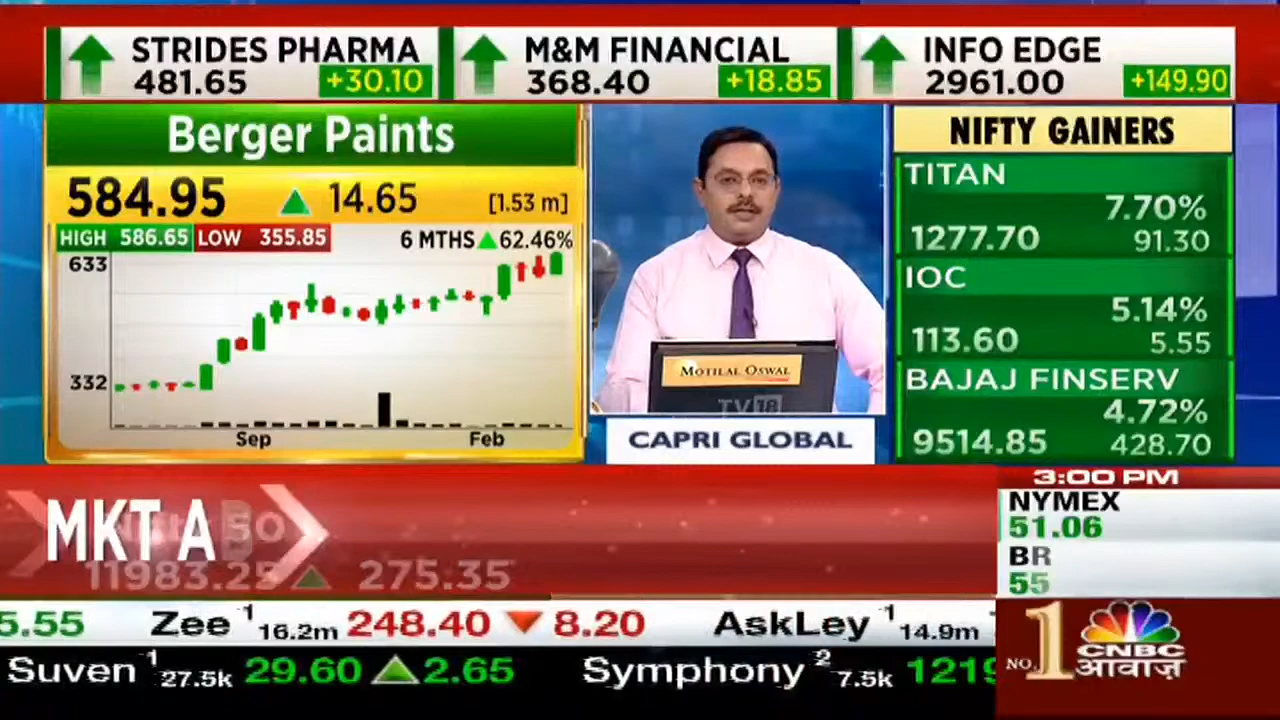 STRIDES PHARMA
481.65 +30.10
M&M FINANCIAL
368.40 +18.85
INFO EDGE
2961.00 +149.90
Berger Paints
584.95 14.65 [1.53 m]
HIGH 586.65 LOW 355.85 6 MTHS 62.46%
633
332
Sep Feb
MOTILAL OSWAL
TV18
CAPRI GLOBAL
NIFTY GAINERS
TITAN
7.70%
1277.70 91.30
IOC
5.14%
113.60 5.55
BAJAJ FINSERV
4.72%
9514.85 428.70
MKT A
50
11983.25 275.35
3:00 PM
NYMEX
51.06
BR
55
5.55 Zee 1 16.2m 248.40 8.20 AskLey 1 14.9m
Suven 1 27.5k 29.60 2.65 Symphony 2 7.5k 1219
NO. 1 CNBC
आवाज़